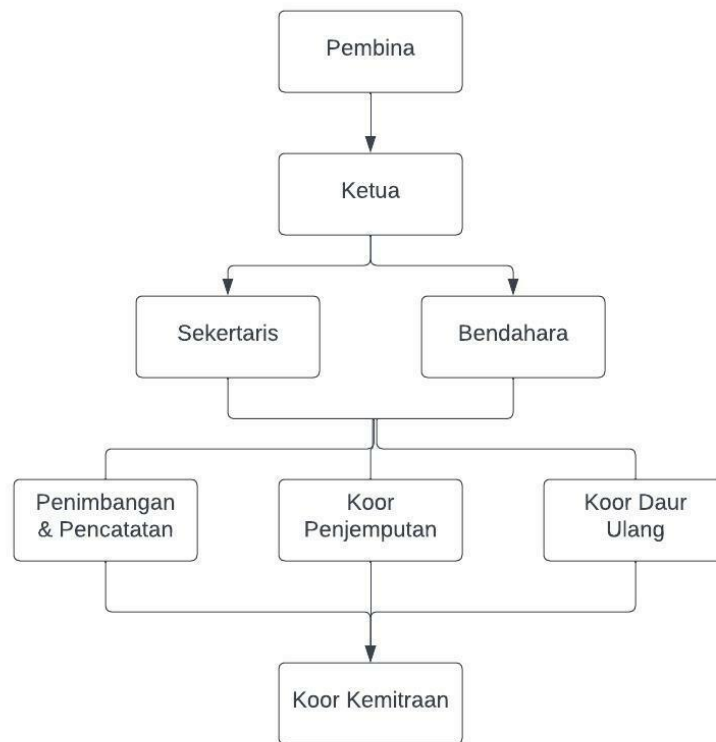 Pembina
Ketua
Sekertaris
Bendahara
Penimbangan
& Pencatatan
Koor
Penjemputan
Koor Daur
Ulang
Koor Kemitraan